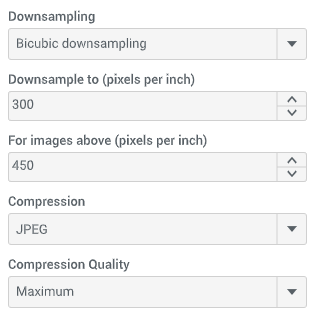 Downsampling
Bicubic downsampling
Downsample to (pixels per inch)
300
For images above (pixels per inch)
450
Compression
JPEG
Compression Quality
Maximum